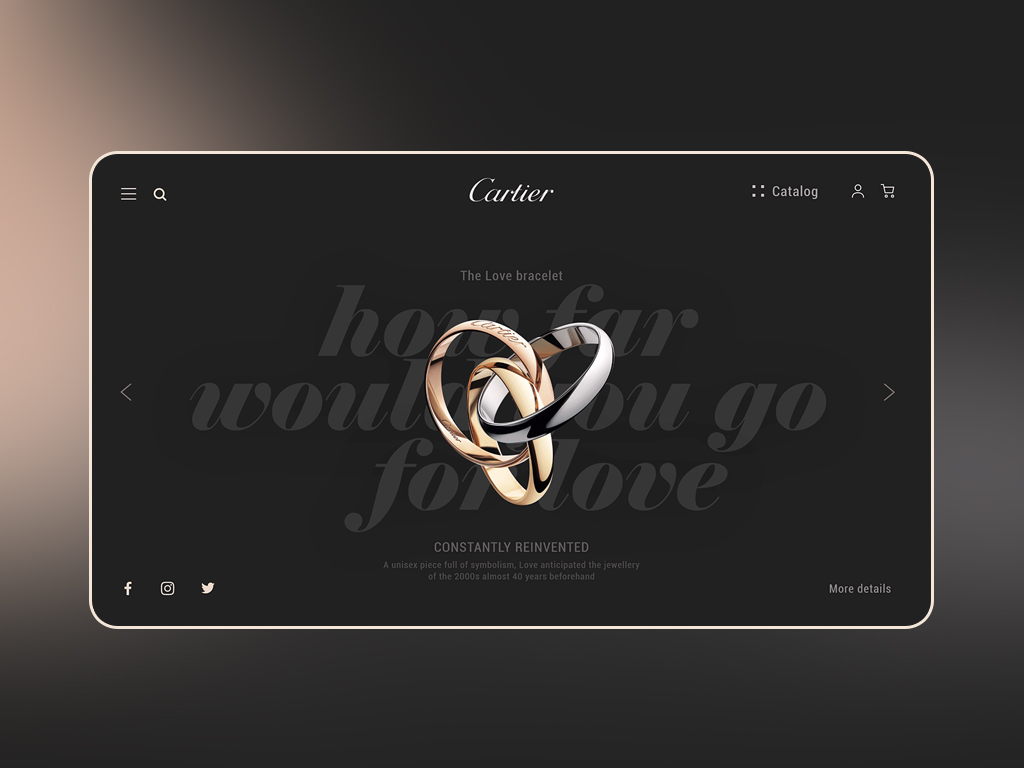 Cartier
Catalog
The Love bracelet
how far
would you go
for love
Cartier
Cartier
CONSTANTLY REINVENTED
A unisex piece full of symbolism, Love anticipated the jewellery
of the 2000s almost 40 years beforehand
More details